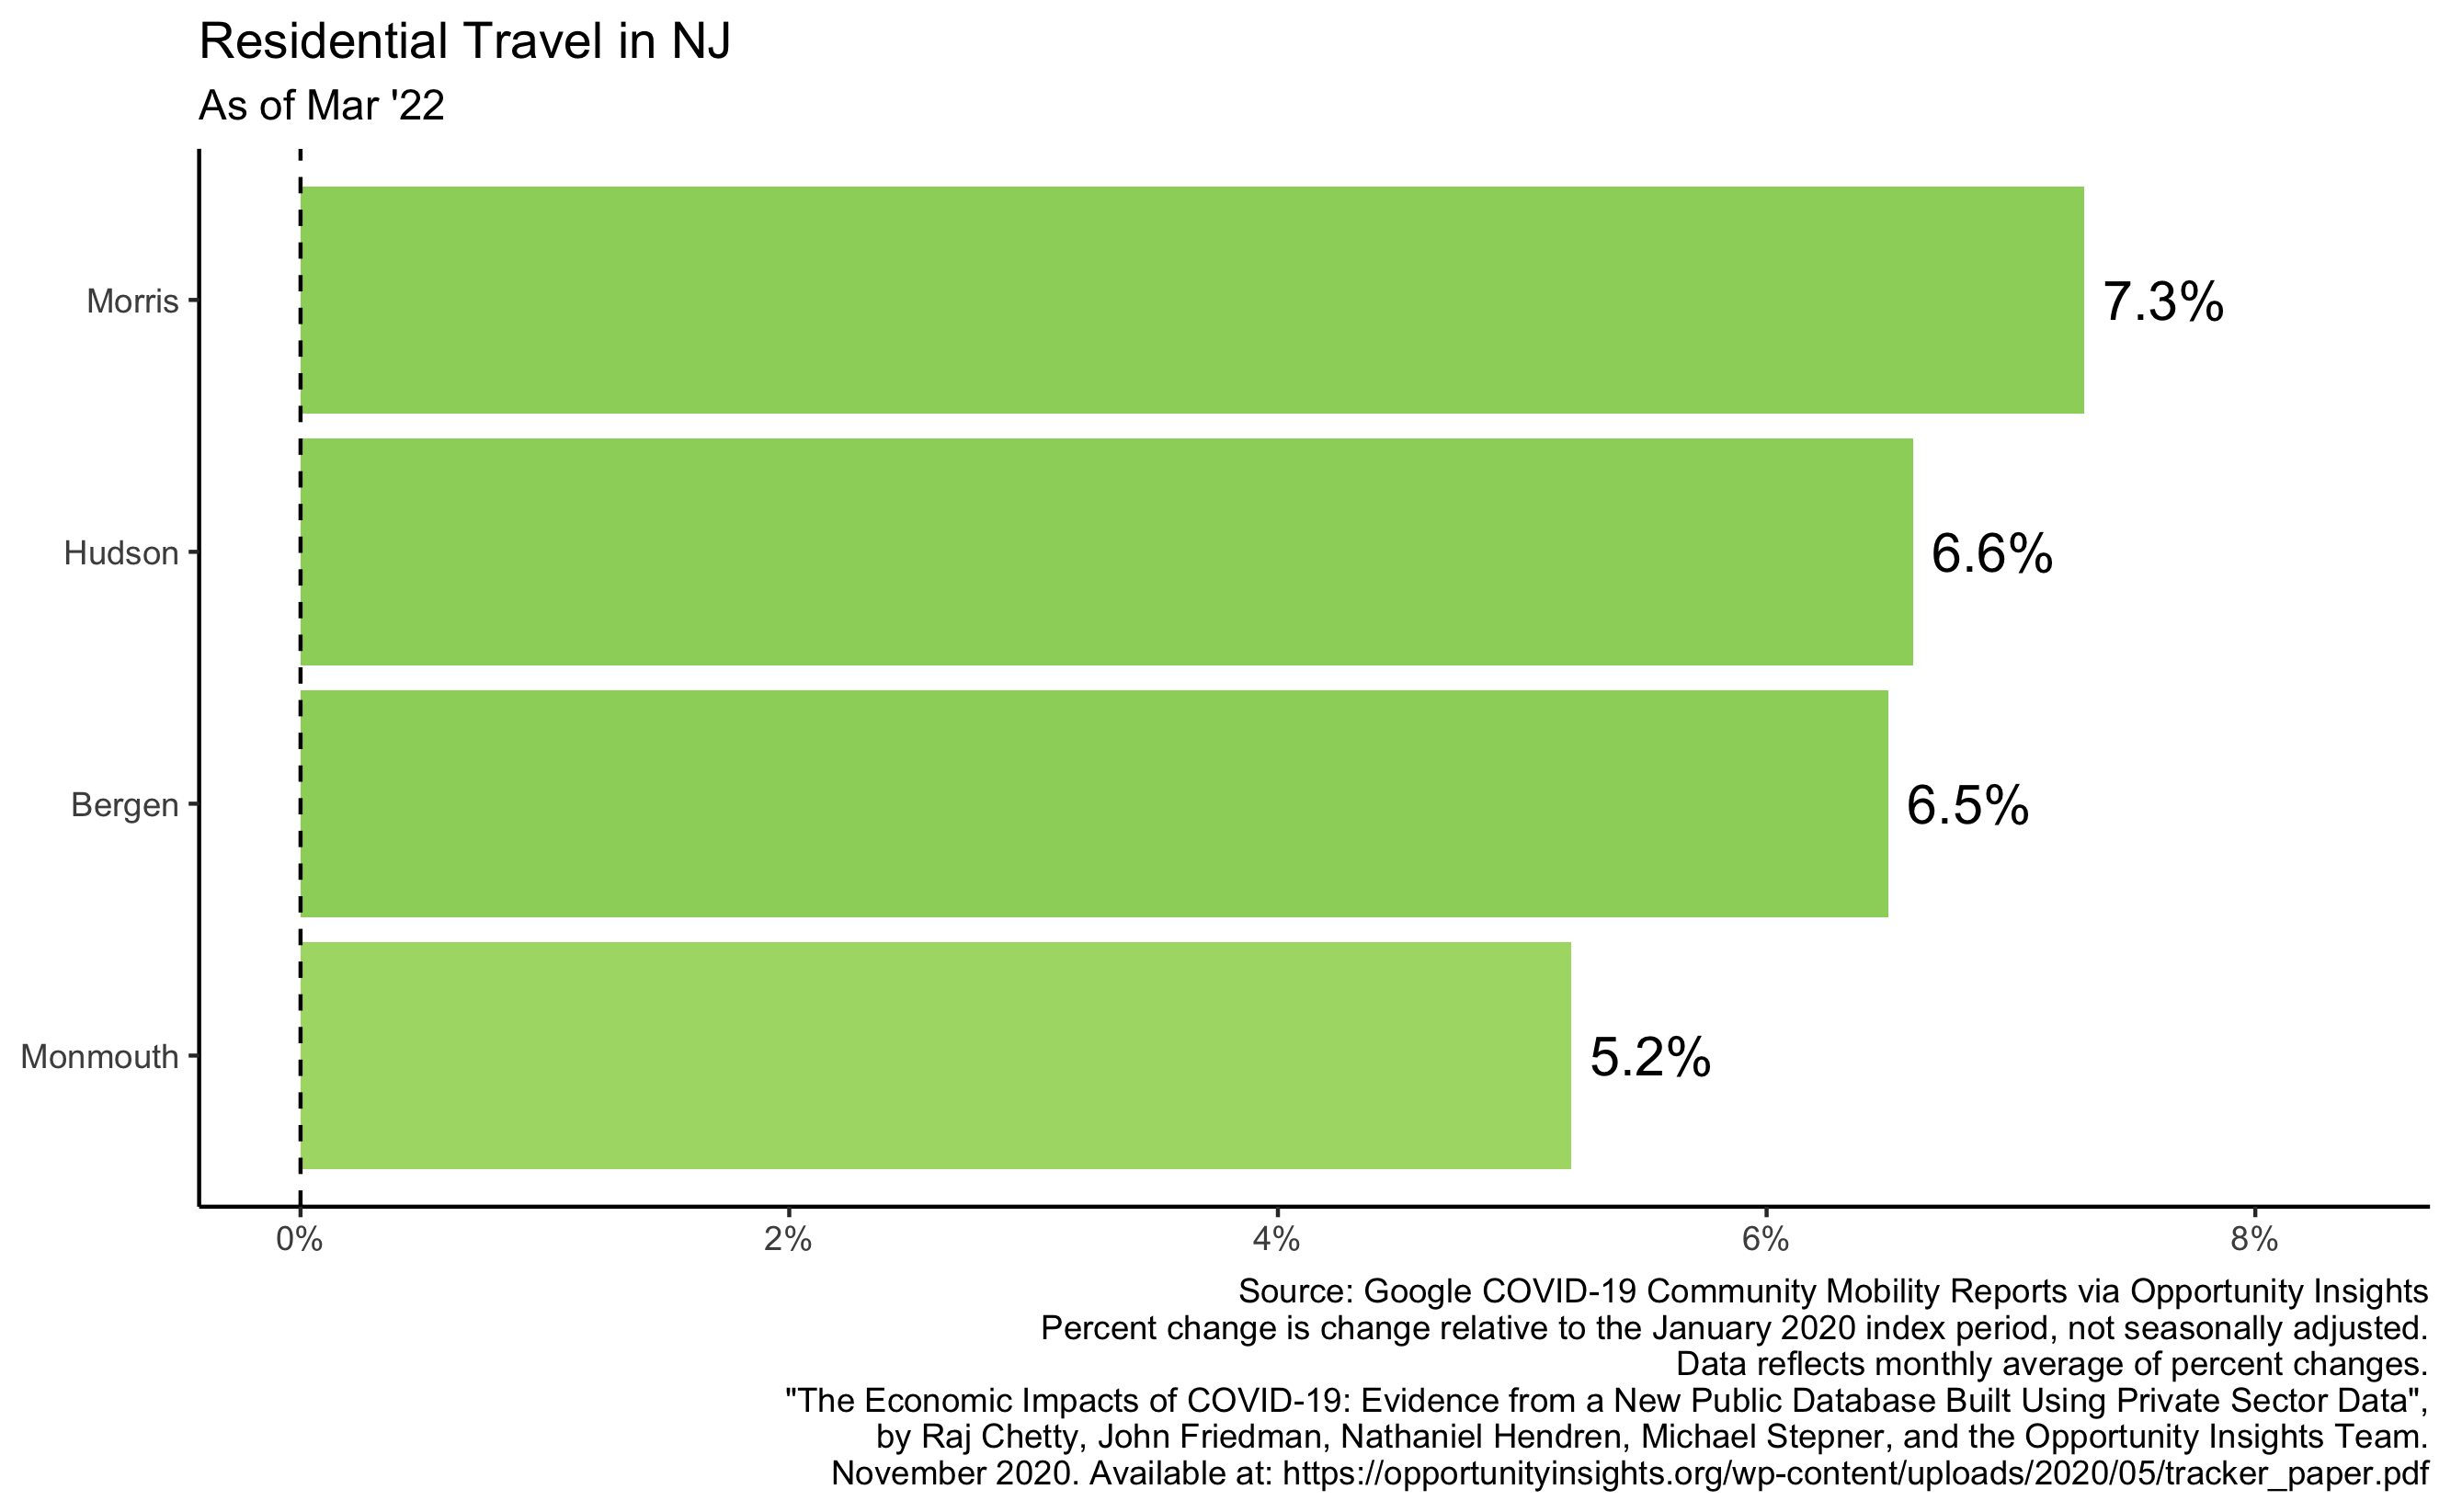 Residential Travel in NJ
As of Mar '22
Morris
7.3%
Hudson
6.6%
Bergen
6.5%
Monmouth
5.2%
0% 2% 4% 6% 8%
Source: Google COVID-19 Community Mobility Reports via Opportunity Insights
Percent change is change relative to the January 2020 index period, not seasonally adjusted.
Data reflects monthly average of percent changes.
"The Economic Impacts of COVID-19: Evidence from a New Public Database Built Using Private Sector Data",
by Raj Chetty, John Friedman, Nathaniel Hendren, Michael Stepner, and the Opportunity Insights Team.
November 2020. Available at: https://opportunityinsights.org/wp-content/uploads/2020/05/tracker_paper.pdf